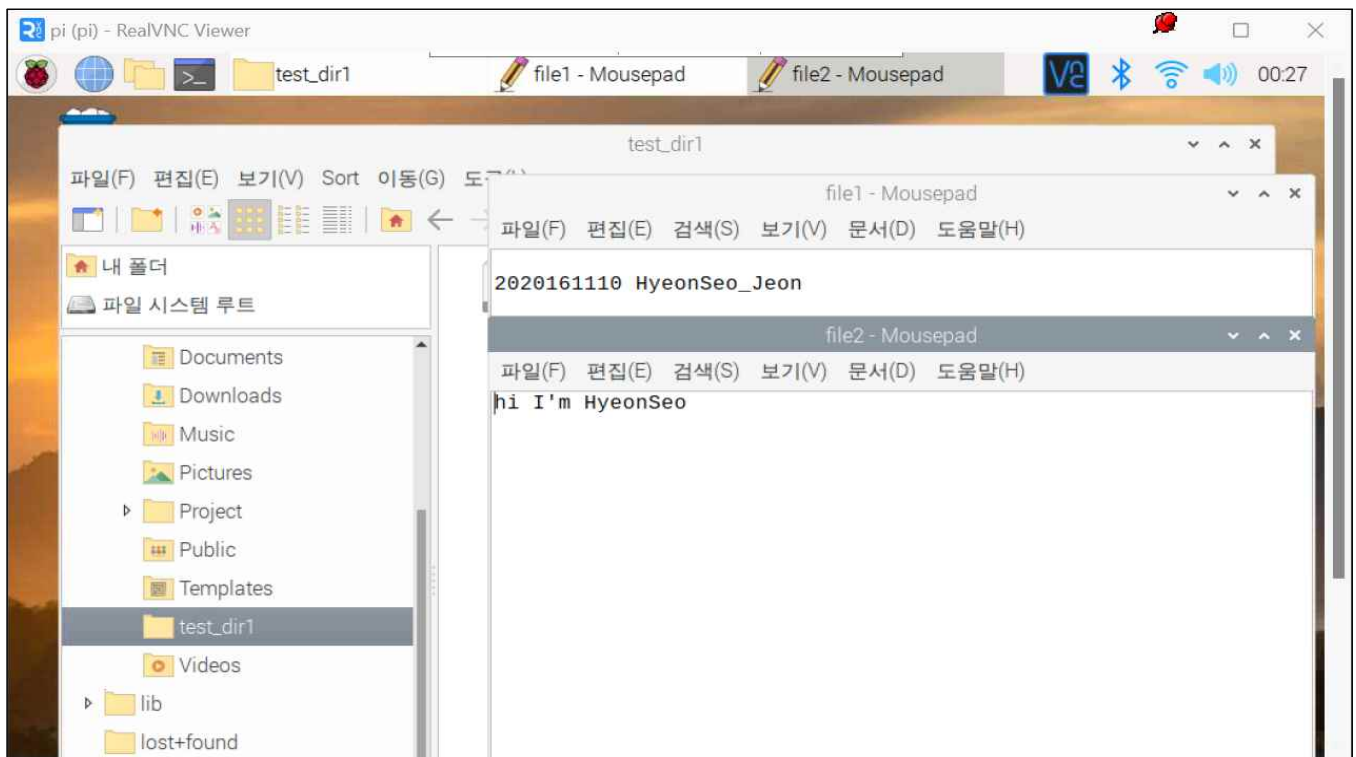 pi (pi) - RealVNC Viewer
test_dir1
file1 - Mousepad
file2 - Mousepad
00:27
test_dir1
파일(F) 편집(E) 보기(V) Sort 이동(G)
file1 - Mousepad
파일(F) 편집(E) 검색(S) 보기(V) 문서(D) 도움말(H)
내 폴더
파일 시스템 루트
2020161110 HyeonSeo_Jeon
file2 - Mousepad
파일(F) 편집(E) 검색(S) 보기(V) 문서(D) 도움말(H)
hi I'm HyeonSeo
Documents
Downloads
Music
Pictures
Project
Public
Templates
test_dir1
Videos
lib
lost+found